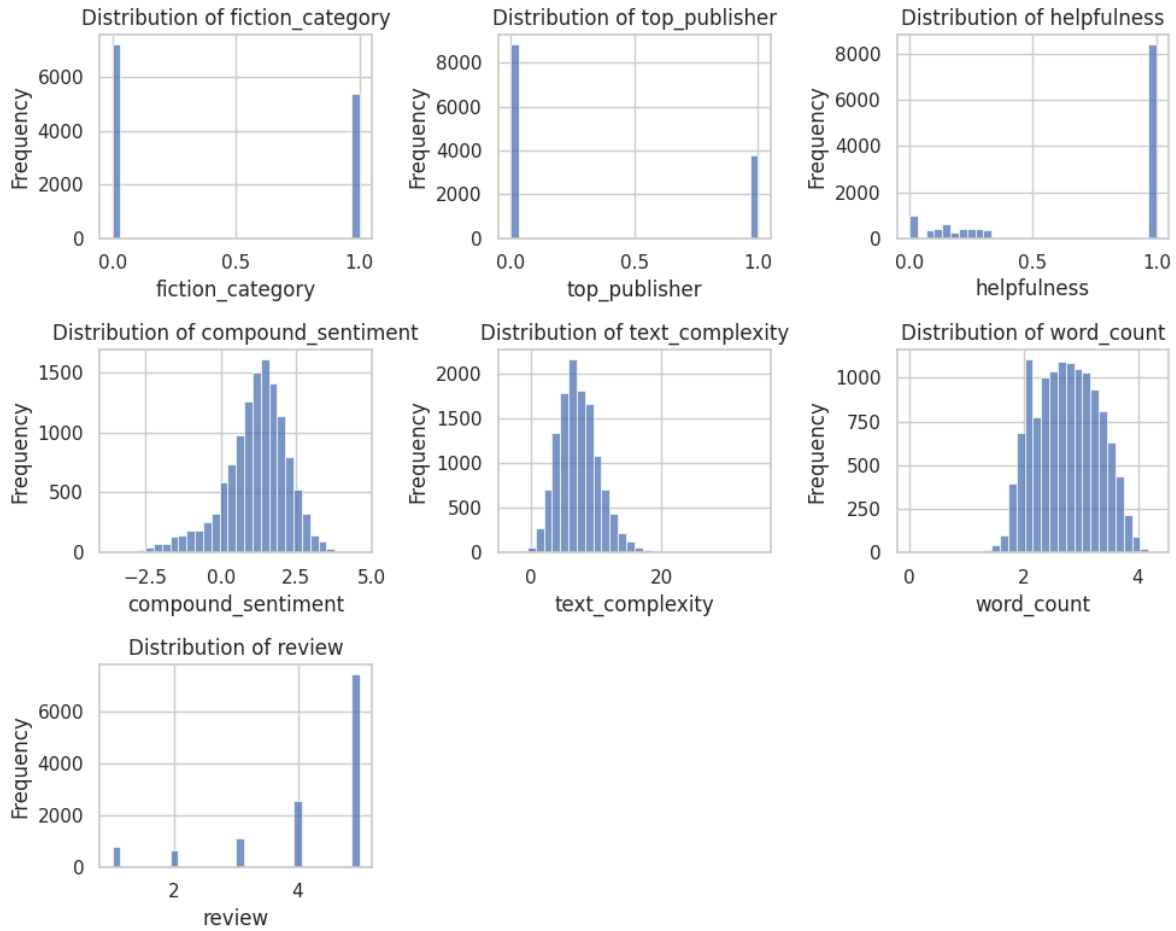 Distribution of fiction_category
Frequency
6000
4000
2000
0
0.0
0.5
1.0
fiction_category
Distribution of top_publisher
Frequency
8000
6000
4000
2000
0
0.0
0.5
1.0
top_publisher
Distribution of helpfulness
Frequency
8000
6000
4000
2000
0
0.0
0.5
1.0
helpfulness
Distribution of compound_sentiment
Frequency
1500
1000
500
0
−2.5
0.0
2.5
5.0
compound_sentiment
Distribution of text_complexity
Frequency
2000
1500
1000
500
0
0
20
text_complexity
Distribution of word_count
Frequency
1000
750
500
250
0
0
2
4
word_count
Distribution of review
Frequency
6000
4000
2000
0
2
4
review